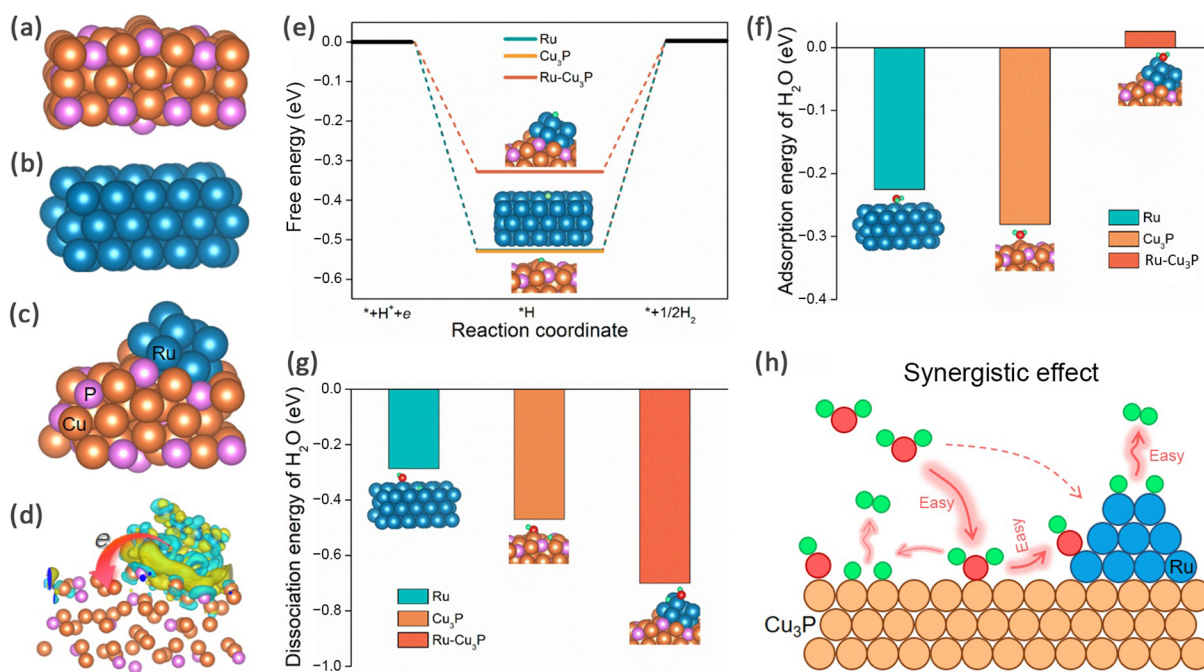 (a)
(b)
(c)
Ru
P
Cu
(d)
e
(e)
Free energy (eV)
0.0
−0.1
−0.2
−0.3
−0.4
−0.5
−0.6
Ru
Cu₃P
Ru-Cu₃P
*+H⁺+e
*H
*+1/2H₂
Reaction coordinate
(f)
Adsorption energy of H₂O (eV)
0.0
−0.1
−0.2
−0.3
−0.4
Ru
Cu₃P
Ru-Cu₃P
(g)
Dissociation energy of H₂O (eV)
0.0
−0.2
−0.4
−0.6
−0.8
−1.0
Ru
Cu₃P
Ru-Cu₃P
(h)
Synergistic effect
Easy
Easy
Easy
Ru
Cu₃P